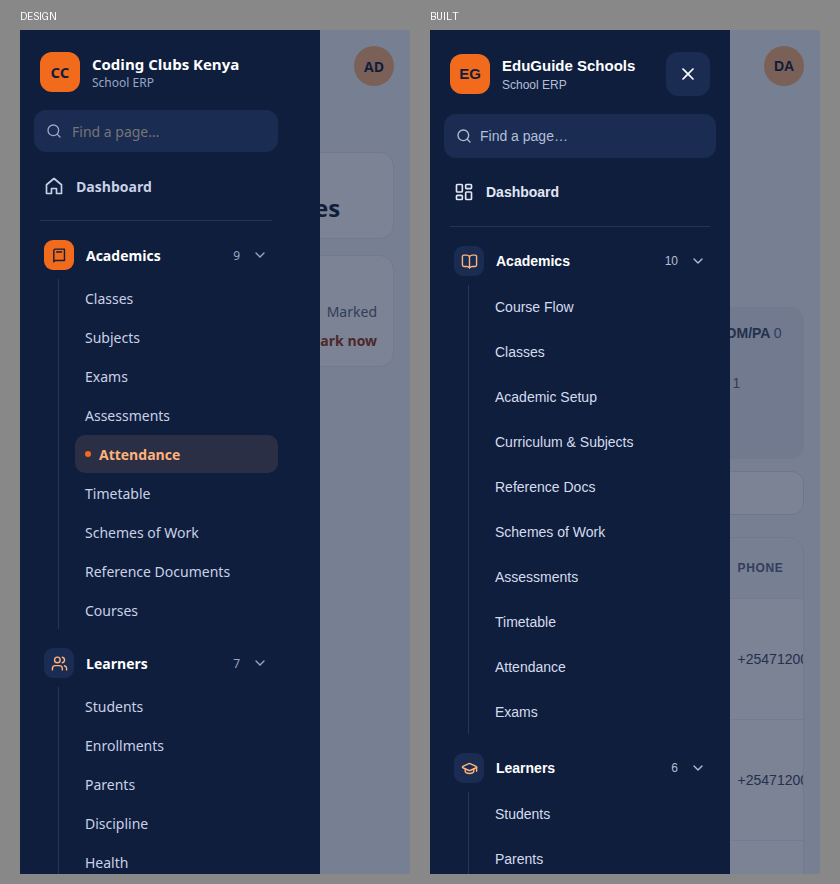 DESIGN
CC
Coding Clubs Kenya
School ERP
AD
Find a page...
Dashboard
es
Academics 9
Marked
ark now
Classes
Subjects
Exams
Assessments
Attendance
Timetable
Schemes of Work
Reference Documents
Courses
Learners 7
Students
Enrollments
Parents
Discipline
Health
BUILT
EG
EduGuide Schools
School ERP
DA
Find a page…
Dashboard
Academics 10
OM/PA 0
1
Course Flow
Classes
Academic Setup
Curriculum & Subjects
Reference Docs
Schemes of Work
PHONE
Assessments
Timetable
Attendance
+25471200
Exams
Learners 6
+25471200
Students
Parents